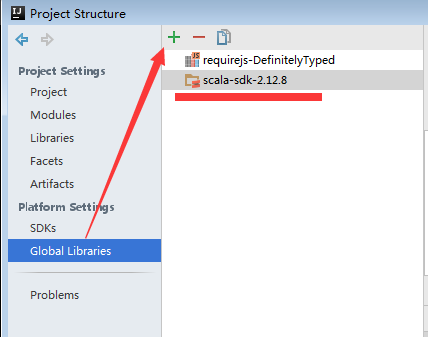 Project Structure
Project Settings
Project
Modules
Libraries
Facets
Artifacts
Platform Settings
SDKs
Global Libraries
Problems
requirejs-DefinitelyTyped
scala-sdk-2.12.8